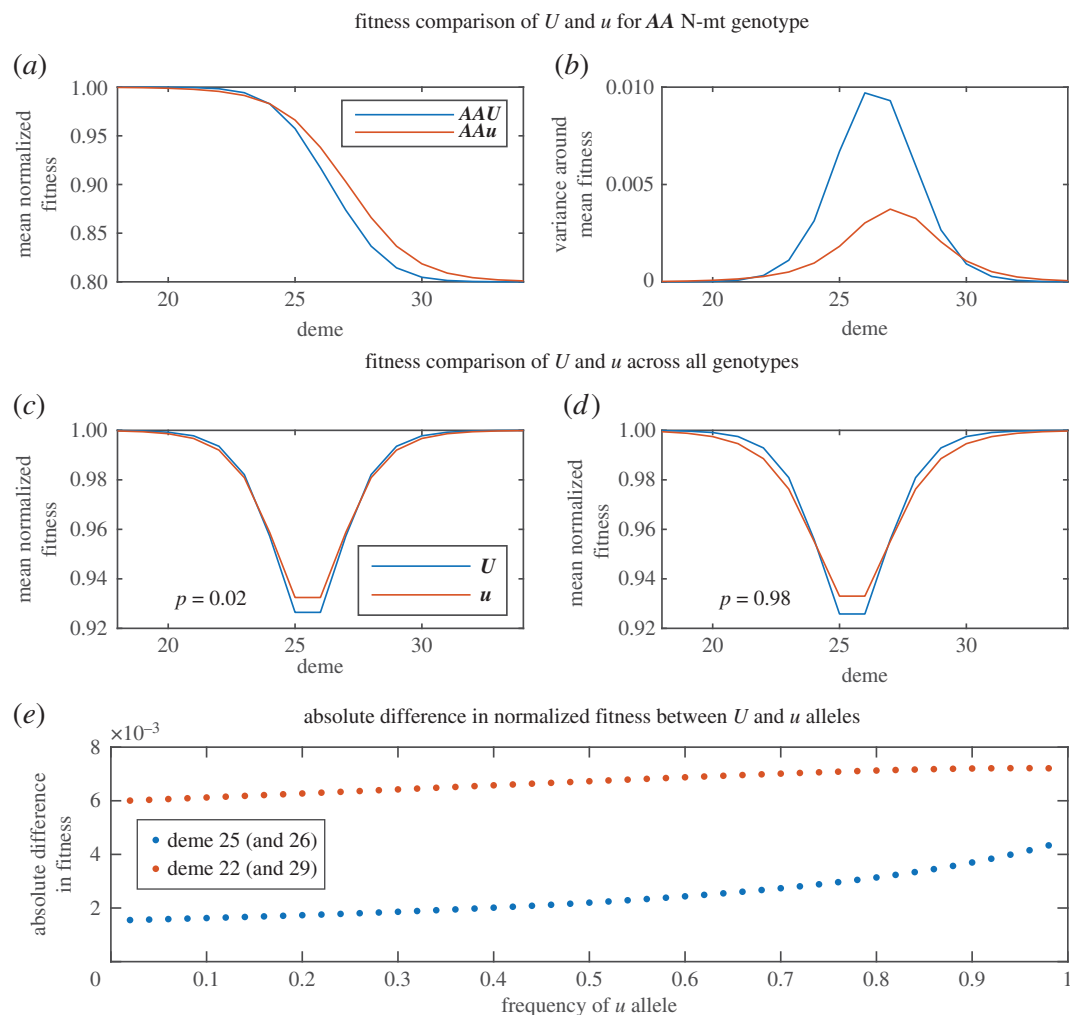 fitness comparison of U and u for AA N-mt genotype
(a)
(b)
mean normalized
fitness
1.00
0.95
0.90
0.85
0.80
AAU
AAu
20
25
30
deme
variance around
mean fitness
0.010
0.005
0
20
25
30
deme
fitness comparison of U and u across all genotypes
(c)
(d)
mean normalized
fitness
1.00
0.98
0.96
0.94
0.92
p = 0.02
U
u
20
25
30
deme
mean normalized
fitness
1.00
0.98
0.96
0.94
0.92
p = 0.98
20
25
30
deme
(e)
absolute difference in normalized fitness between U and u alleles
×10–3
absolute difference
in fitness
8
6
4
2
deme 25 (and 26)
deme 22 (and 29)
0
0.1
0.2
0.3
0.4
0.5
0.6
0.7
0.8
0.9
1
frequency of u allele